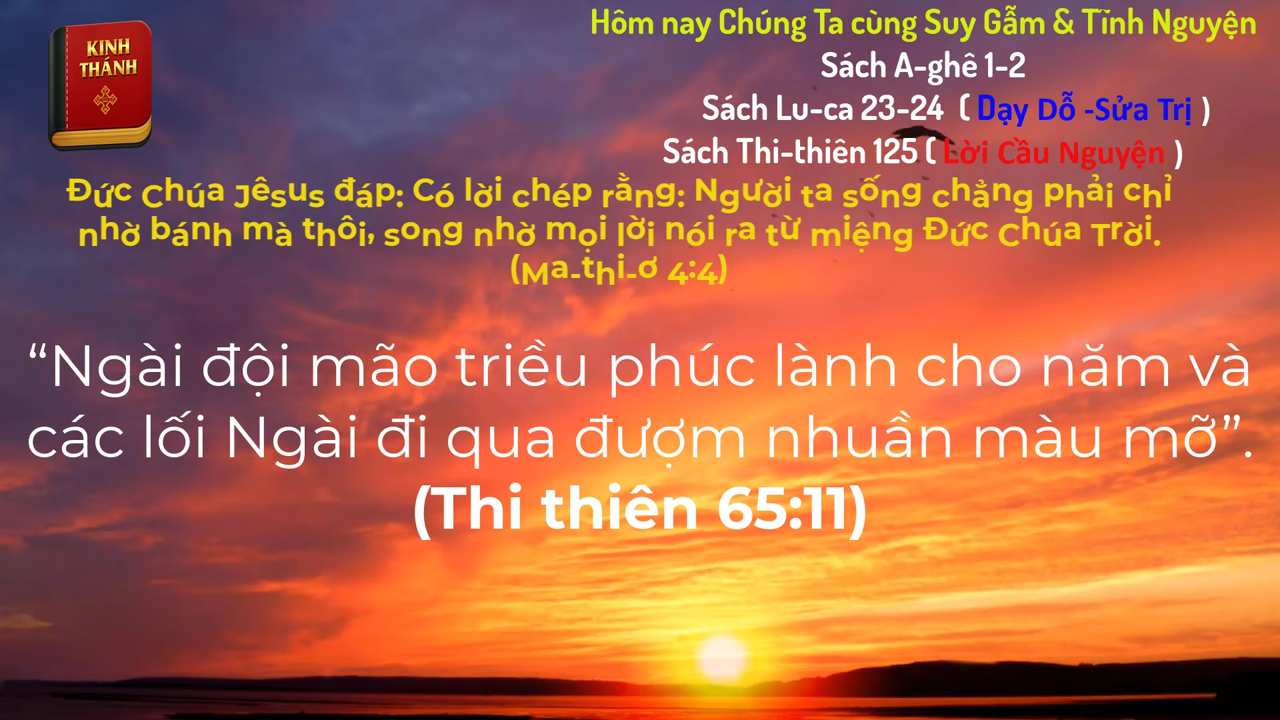 KINH
THÁNH
Hôm nay Chúng Ta cùng Suy Gẫm & Tĩnh Nguyện
Sách A-ghê 1-2
Sách Lu-ca 23-24 ( Dạy Dỗ -Sửa Trị )
Sách Thi-thiên 125 ( Lời Cầu Nguyện )
Đức Chúa Jêsus đáp: Có lời chép rằng: Người ta sống chẳng phải chỉ
nhờ bánh mà thôi, song nhờ mọi lời nói ra từ miệng Đức Chúa Trời.
(Ma-thi-ơ 4:4)
“Ngài đội mão triều phúc lành cho năm và
các lối Ngài đi qua đượm nhuần màu mỡ”.
(Thi thiên 65:11)